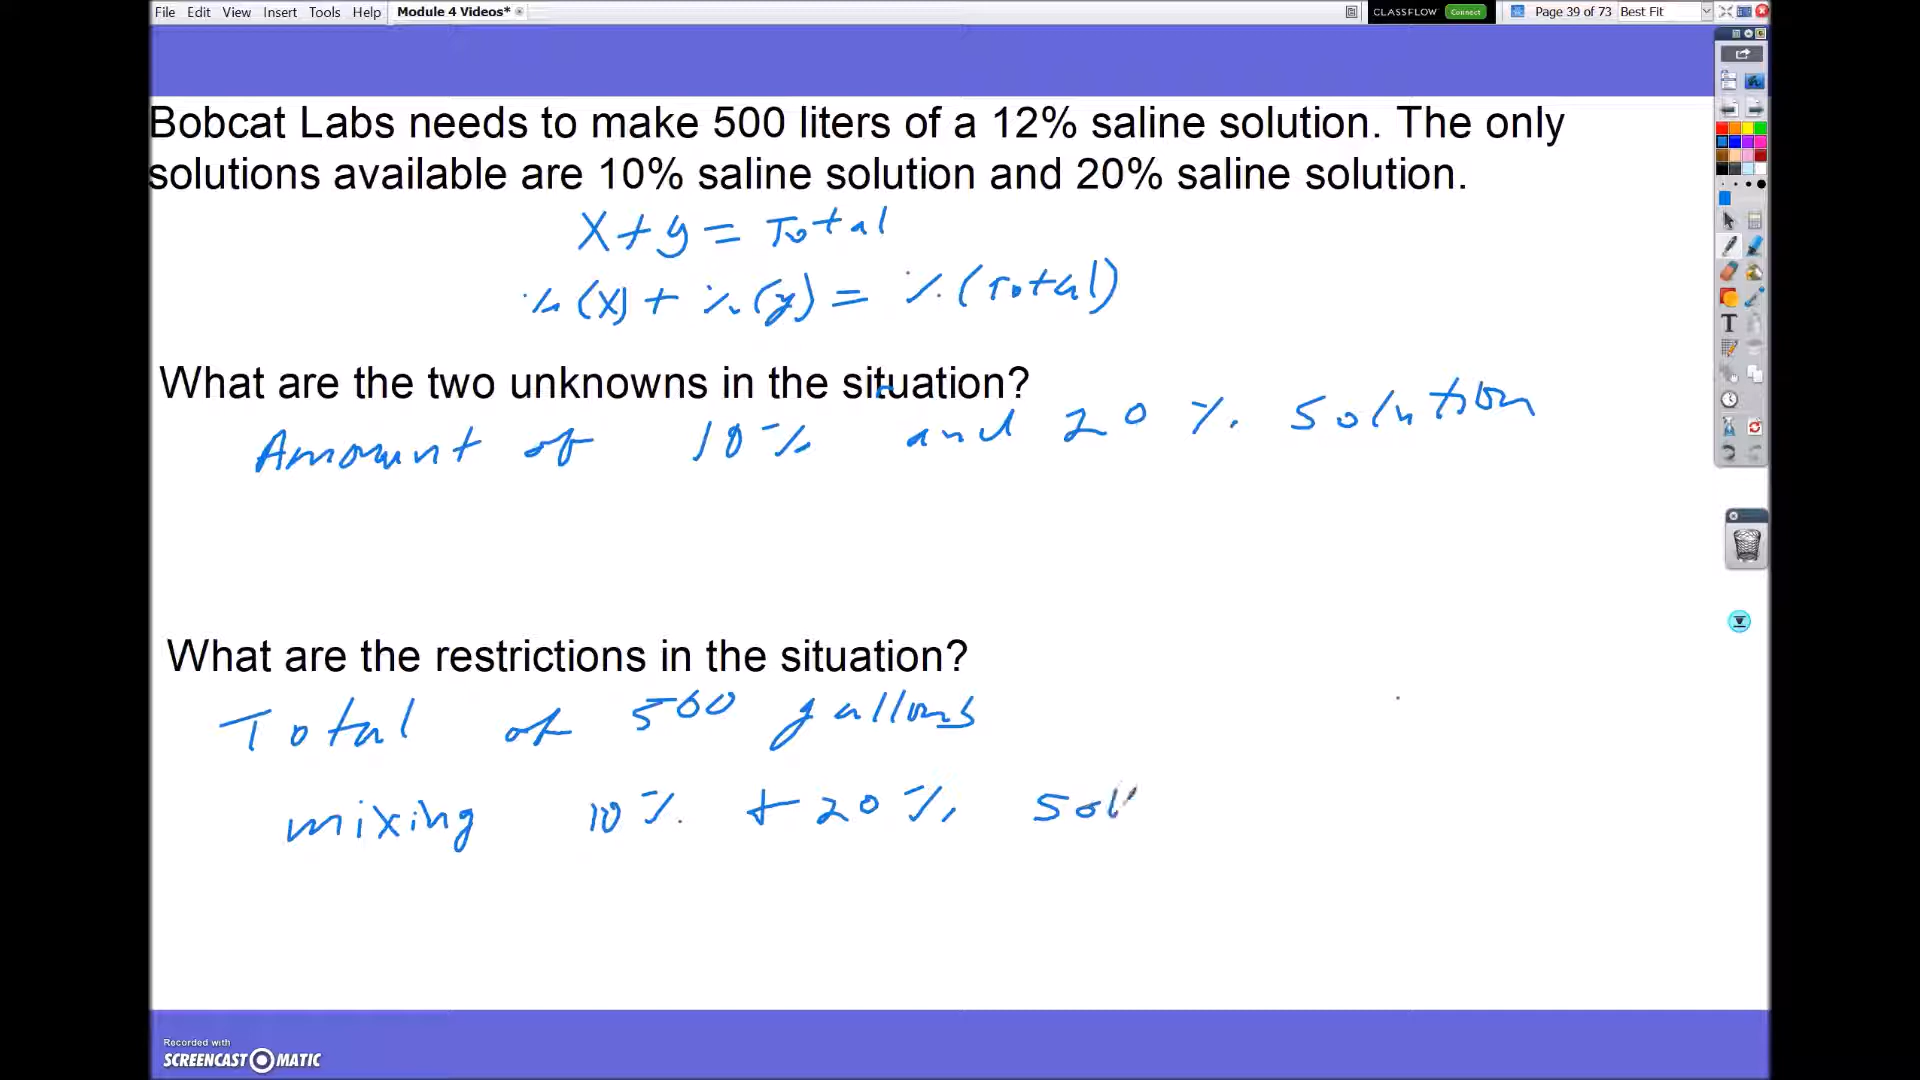 File Edit View Insert Tools Help Module 4 Videos* CLASSFLOW Connect Page 39 of 73 Best Fit
Bobcat Labs needs to make 500 liters of a 12% saline solution. The only
solutions available are 10% saline solution and 20% saline solution.
x + y = Total
%(x) + %(y) = %(Total)
What are the two unknowns in the situation?
Amount of 10% and 20% solution
What are the restrictions in the situation?
Total of 500 gallons
mixing 10% + 20% sol
Recorded with
SCREENCAST MATIC